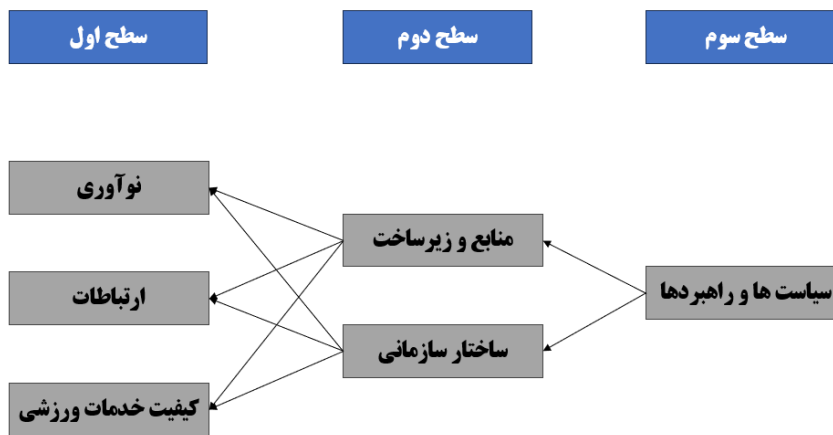 سطح سوم
سطح دوم
سطح اول
نوآوری
منابع و زیرساخت
سیاست ها و راهبردها
ارتباطات
ساختار سازمانی
کیفیت خدمات ورزشی